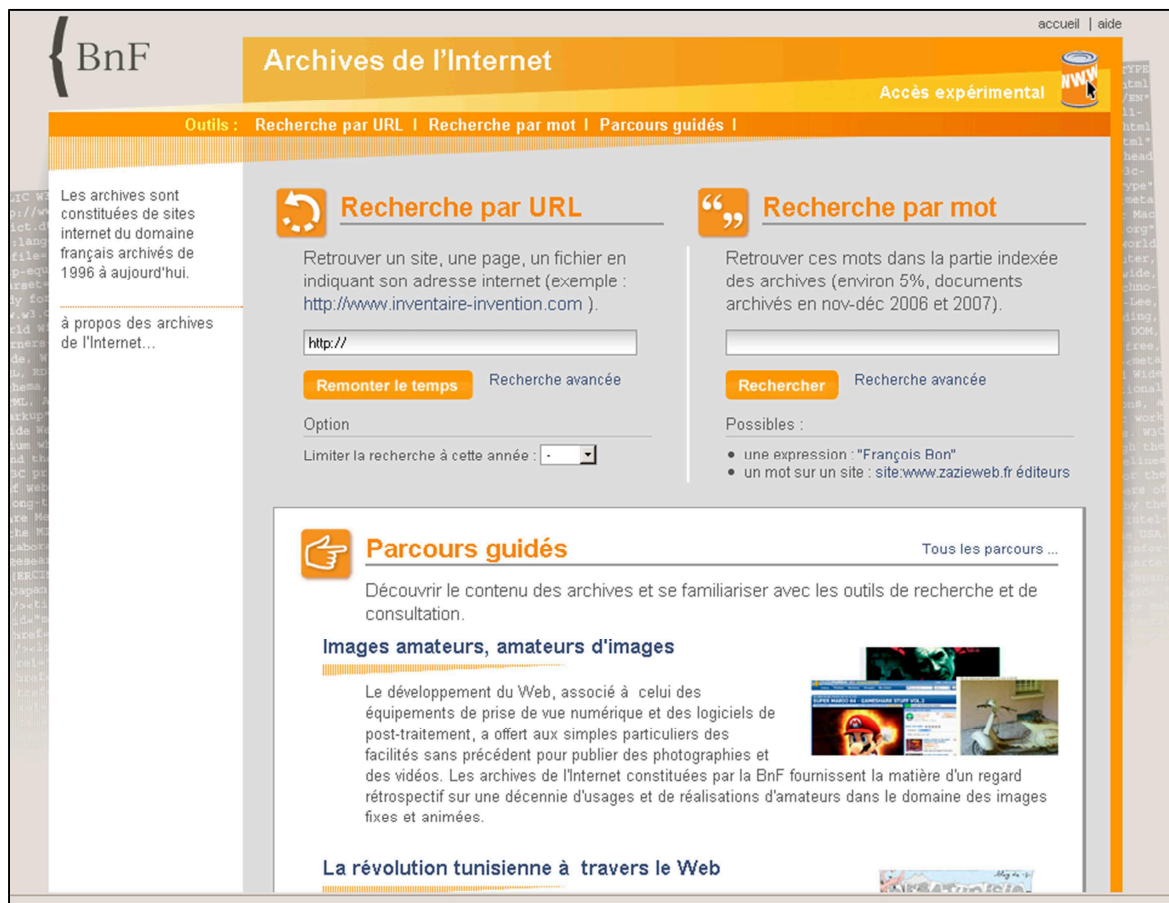 accueil | aide
BnF
Archives de l'Internet
WWW
Accès expérimental
Outils : Recherche par URL | Recherche par mot | Parcours guidés |
Les archives sont
constituées de sites
internet du domaine
français archivés de
1996 à aujourd'hui.
à propos des archives
de l'Internet...
Recherche par URL
Retrouver un site, une page, un fichier en
indiquant son adresse internet (exemple :
http://www.inventaire-invention.com ).
http://
Remonter le temps Recherche avancée
Option
Limiter la recherche à cette année : -
Recherche par mot
Retrouver ces mots dans la partie indexée
des archives (environ 5%, documents
archivés en nov-déc 2006 et 2007).
Rechercher Recherche avancée
Possibles :
• une expression : "François Bon"
• un mot sur un site : site:www.zazieweb.fr éditeurs
Parcours guidés
Tous les parcours ...
Découvrir le contenu des archives et se familiariser avec les outils de recherche et de
consultation.
Images amateurs, amateurs d'images
Le développement du Web, associé à celui des
équipements de prise de vue numérique et des logiciels de
post-traitement, a offert aux simples particuliers des
facilités sans précédent pour publier des photographies et
des vidéos. Les archives de l'Internet constituées par la BnF fournissent la matière d'un regard
rétrospectif sur une décennie d'usages et de réalisations d'amateurs dans le domaine des images
fixes et animées.
SUPER MARIO 64 - GAMESHARK STUFF VOL.2
La révolution tunisienne à travers le Web